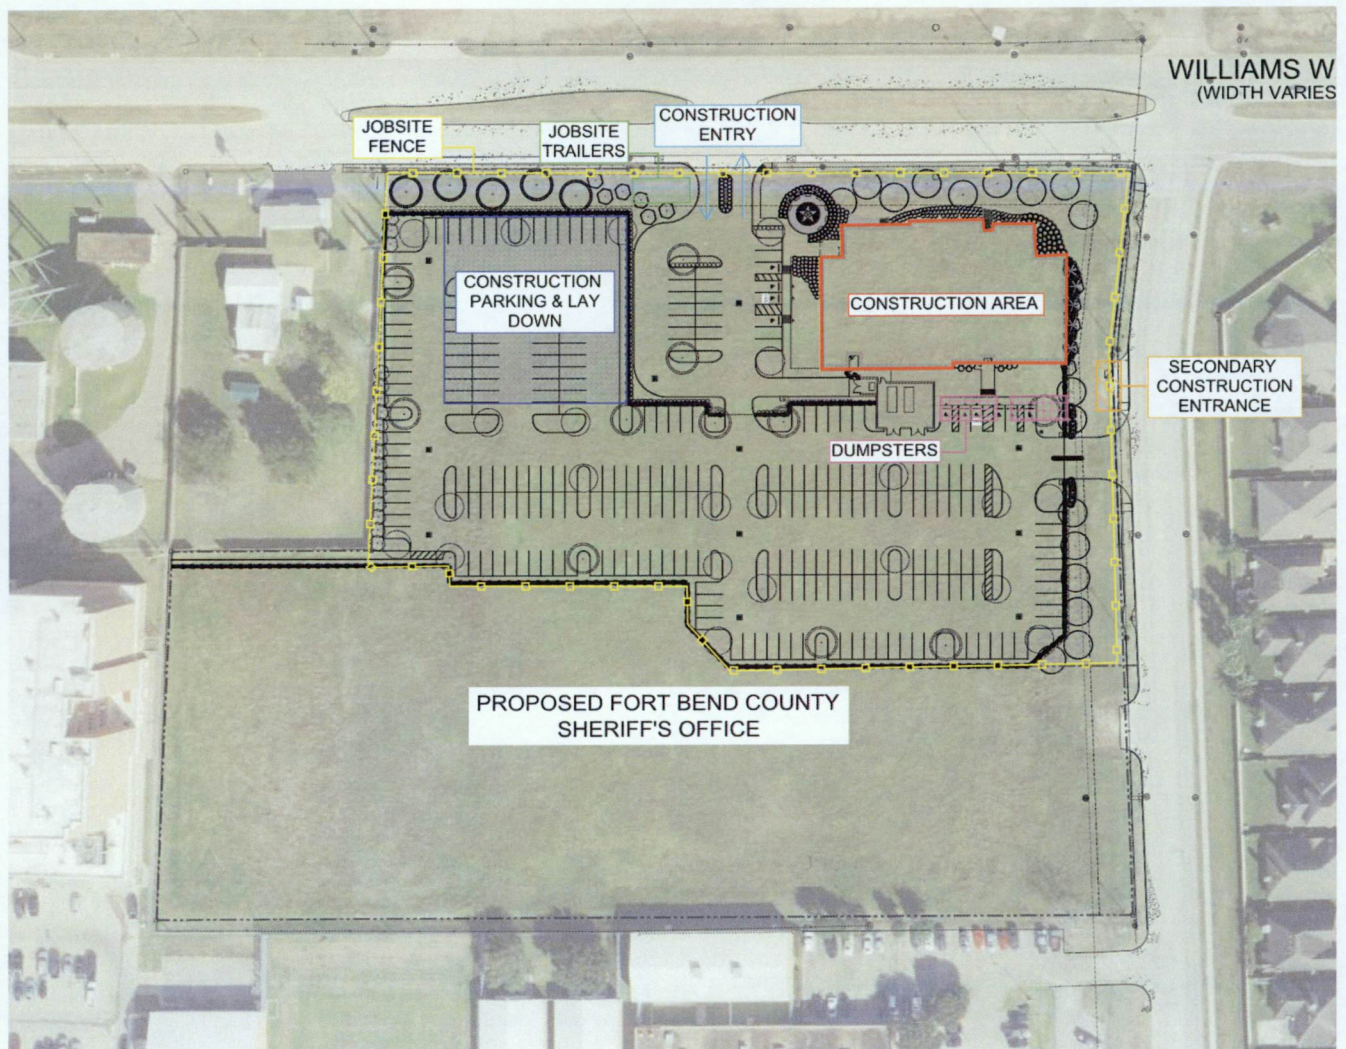 WILLIAMS W
(WIDTH VARIES
JOBSITE
FENCE
JOBSITE
TRAILERS
CONSTRUCTION
ENTRY
CONSTRUCTION
PARKING & LAY
DOWN
CONSTRUCTION AREA
SECONDARY
CONSTRUCTION
ENTRANCE
DUMPSTERS
PROPOSED FORT BEND COUNTY
SHERIFF'S OFFICE